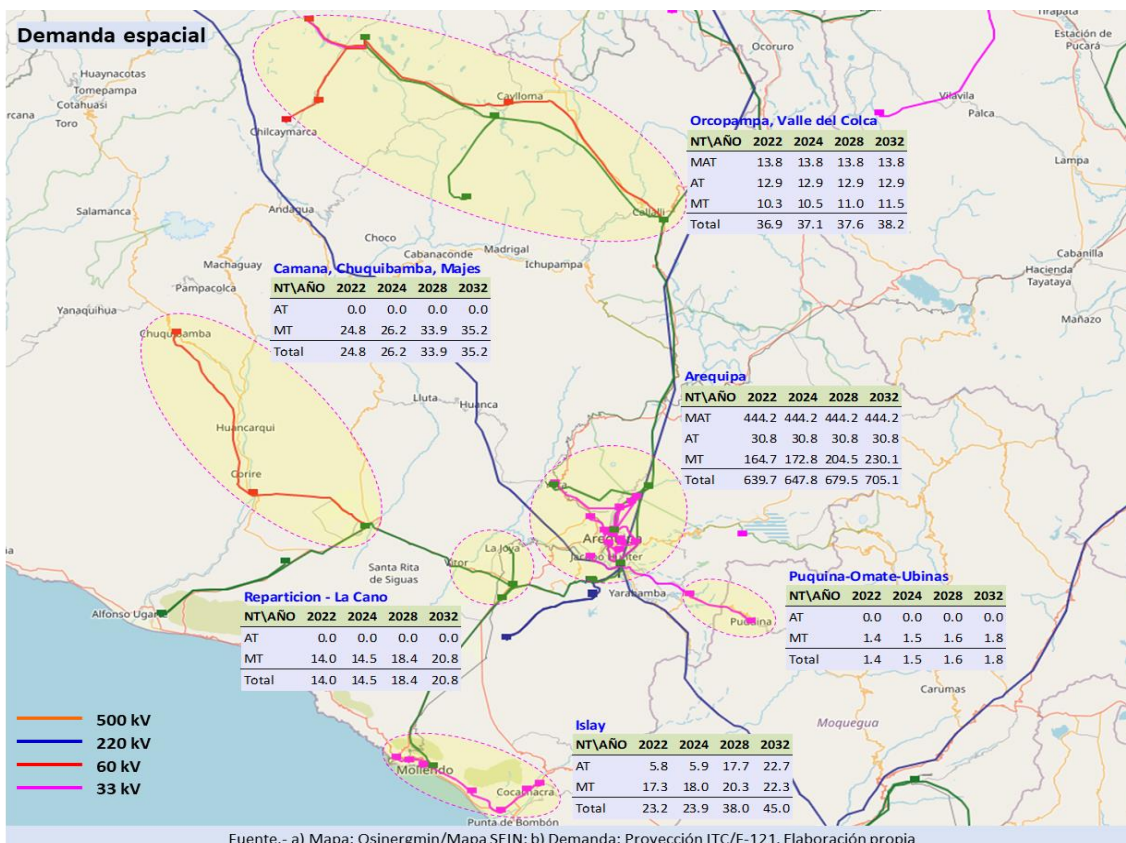 Demanda espacial
Tirapata
Ocoruro
Estación de
Pucará
Huaynacotas
Tomepampa
Cotahuasi
Toro
Caylloma
Chilcaymarca
Vilavila
Palca
Lampa
Orcopampa, Valle del Colca
NT\AÑO 2022 2024 2028 2032
MAT 13.8 13.8 13.8 13.8
AT 12.9 12.9 12.9 12.9
MT 10.3 10.5 11.0 11.5
Total 36.9 37.1 37.6 38.2
Salamanca
Andagua
Callalli
Choco
Cabanaconde
Madrigal
Ichupampa
Machaguay
Pampacolca
Yanaquihua
Cabanilla
Hacienda
Tayataya
Mañazo
Camana, Chuquibamba, Majes
NT\AÑO 2022 2024 2028 2032
AT 0.0 0.0 0.0 0.0
MT 24.8 26.2 33.9 35.2
Total 24.8 26.2 33.9 35.2
Chuquibamba
Lluta
Huanca
Huancarqui
Corire
Arequipa
NT\AÑO 2022 2024 2028 2032
MAT 444.2 444.2 444.2 444.2
AT 30.8 30.8 30.8 30.8
MT 164.7 172.8 204.5 230.1
Total 639.7 647.8 679.5 705.1
Arequipa
Jacobo Hunter
La Joya
Vitor
Santa Rita
de Siguas
Yarabamba
Puquina
Alfonso Ugar
Reparticion - La Cano
NT\AÑO 2022 2024 2028 2032
AT 0.0 0.0 0.0 0.0
MT 14.0 14.5 18.4 20.8
Total 14.0 14.5 18.4 20.8
Puquina-Omate-Ubinas
NT\AÑO 2022 2024 2028 2032
AT 0.0 0.0 0.0 0.0
MT 1.4 1.5 1.6 1.8
Total 1.4 1.5 1.6 1.8
Carumas
Moquegua
Islay
NT\AÑO 2022 2024 2028 2032
AT 5.8 5.9 17.7 22.7
MT 17.3 18.0 20.3 22.3
Total 23.2 23.9 38.0 45.0
Mollendo
Cocachacra
Punta de Bombón
500 kV
220 kV
60 kV
33 kV
Fuente.- a) Mapa: Osinergmin/Mapa SEIN; b) Demanda: Proyección ITC/F-121. Elaboración propia